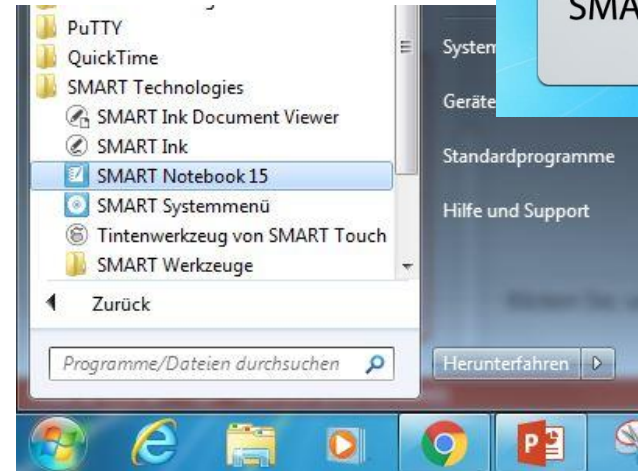 PuTTY
QuickTime
SMART Technologies
SMART Ink Document Viewer
SMART Ink
SMART Notebook 15
SMART Systemmenü
Tintenwerkzeug von SMART Touch
SMART Werkzeuge
Zurück
Programme/Dateien durchsuchen
SMA
System
Geräte
Standardprogramme
Hilfe und Support
Herunterfahren